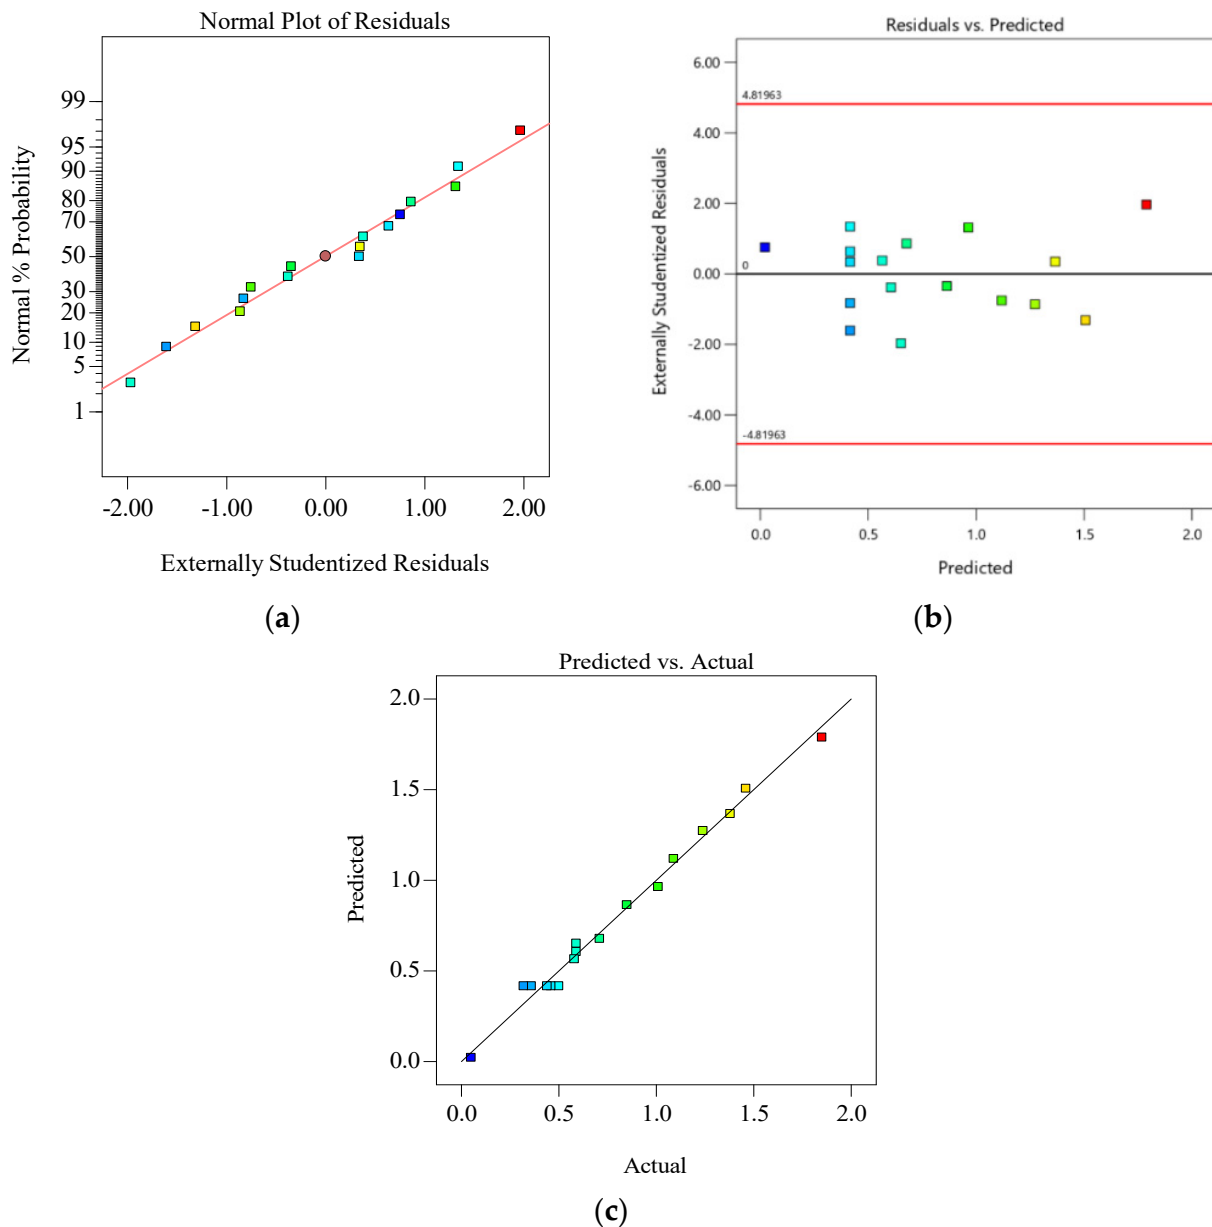 Normal Plot of Residuals
Normal % Probability
99
95
90
80
70
50
30
20
10
5
1
-2.00 -1.00 0.00 1.00 2.00
Externally Studentized Residuals
(a)
Residuals vs. Predicted
Externally Studentized Residuals
6.00
4.81963
4.00
2.00
0
0.00
-2.00
-4.00
-4.81963
-6.00
0.0 0.5 1.0 1.5 2.0
Predicted
(b)
Predicted vs. Actual
Predicted
2.0
1.5
1.0
0.5
0.0
0.0 0.5 1.0 1.5 2.0
Actual
(c)